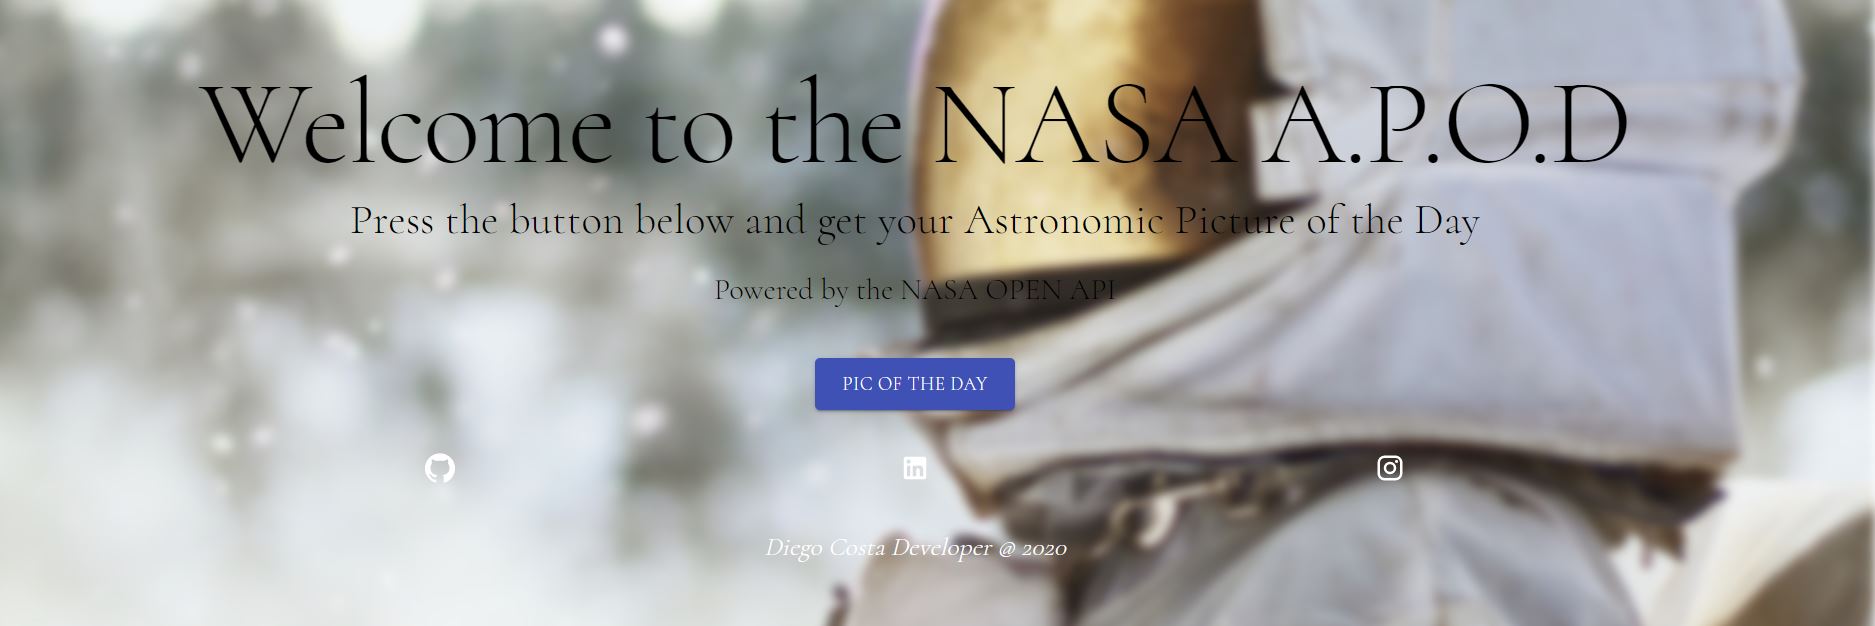 Welcome to the NASA A.P.O.D
Press the button below and get your Astronomic Picture of the Day
Powered by the NASA OPEN API
PIC OF THE DAY
Diego Costa Developer @ 2020